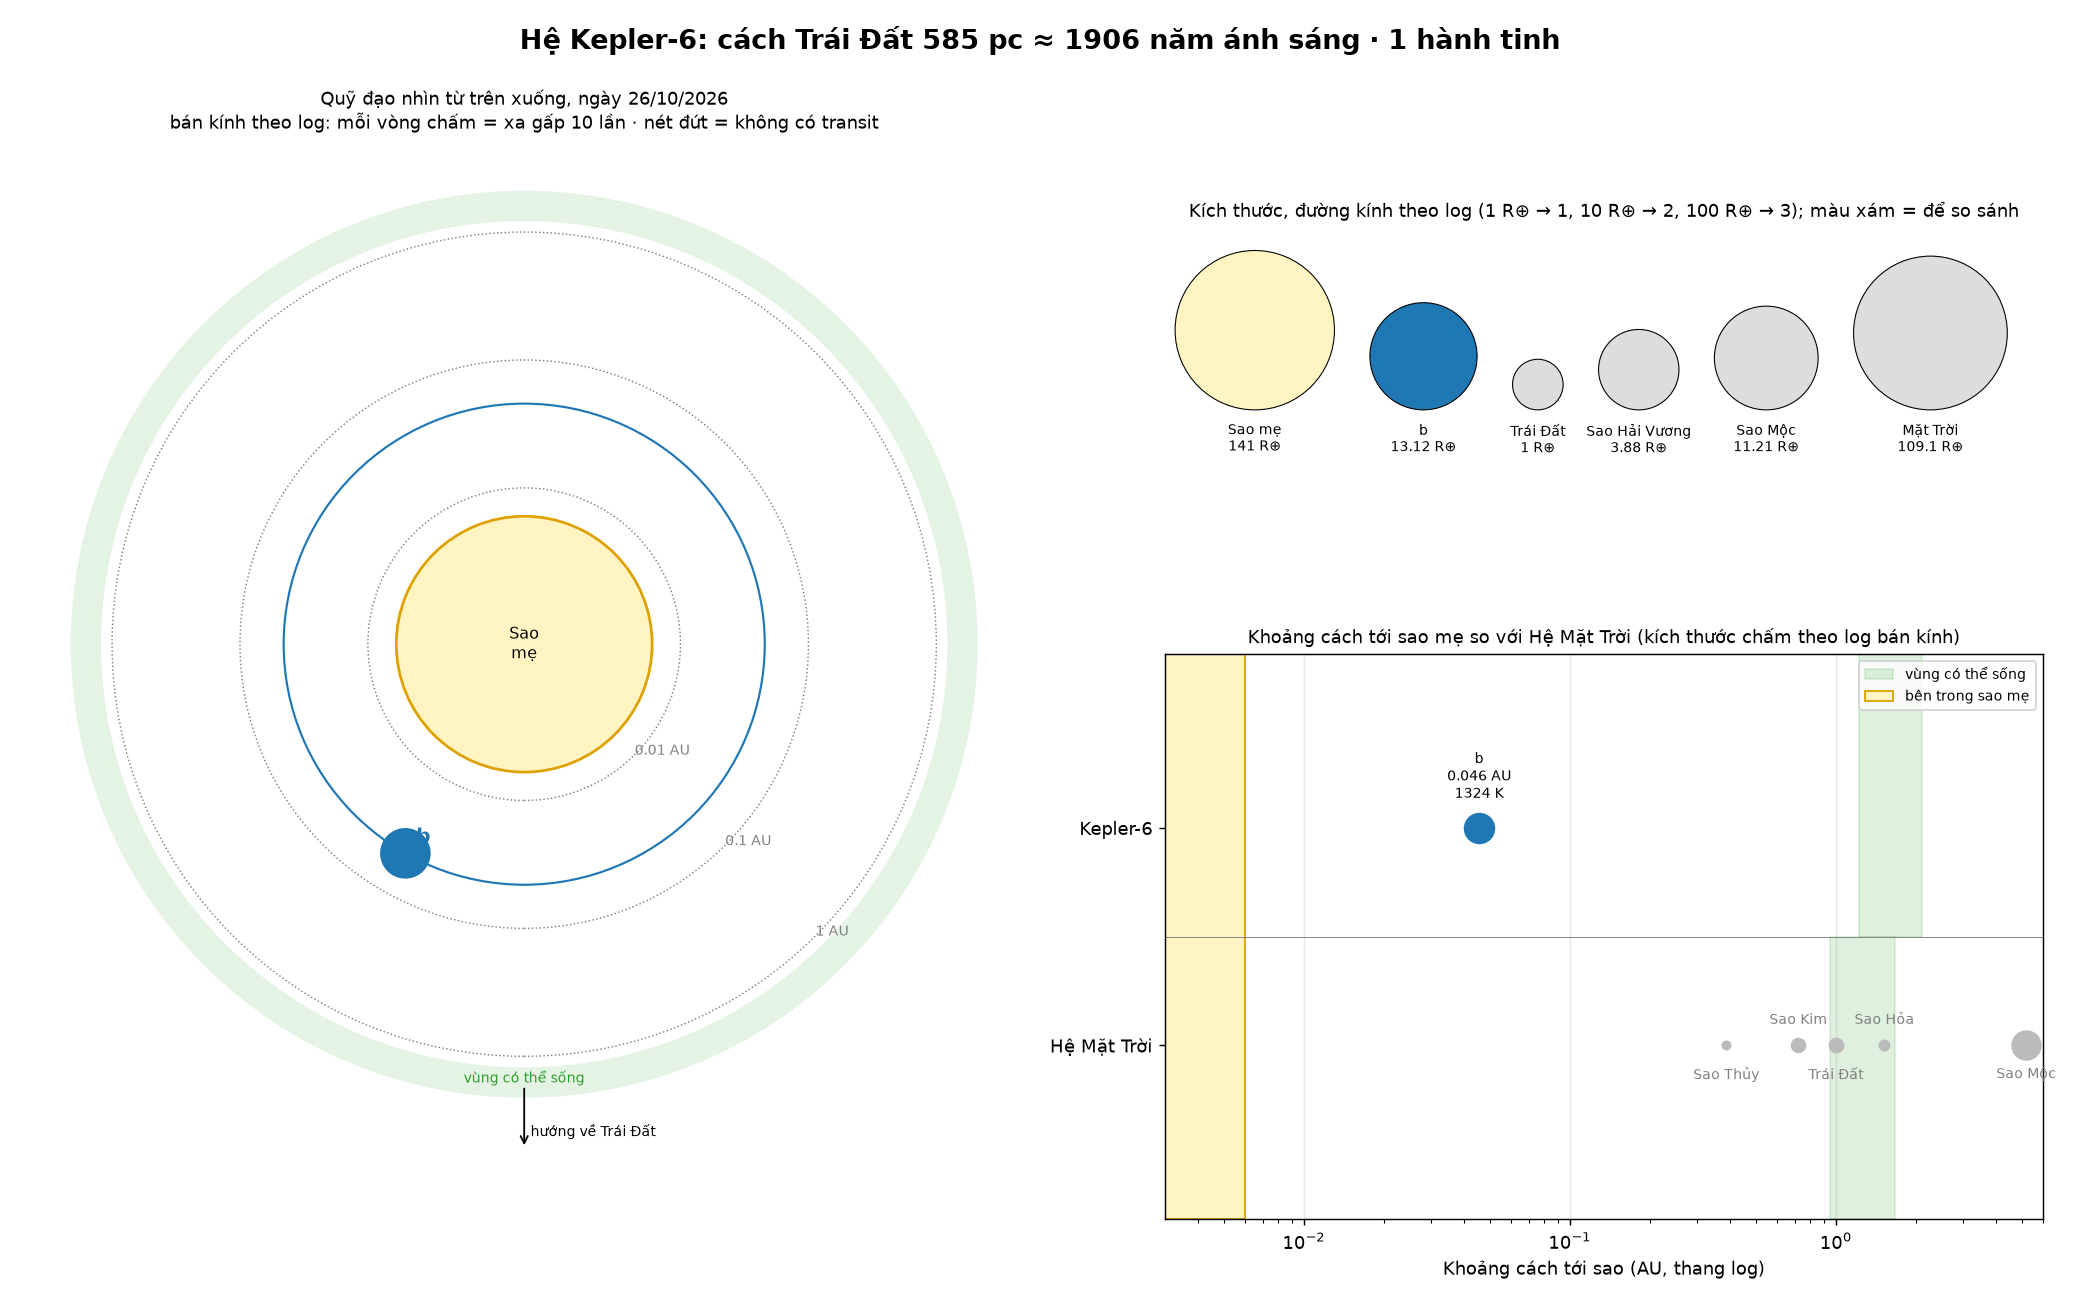 Hệ Kepler-6: cách Trái Đất 585 pc ≈ 1906 năm ánh sáng · 1 hành tinh
Quỹ đạo nhìn từ trên xuống, ngày 26/10/2026
bán kính theo log: mỗi vòng chấm = xa gấp 10 lần · nét đứt = không có transit
Sao
mẹ
0.01 AU
b
0.1 AU
1 AU
vùng có thể sống
hướng về Trái Đất
Kích thước, đường kính theo log (1 R⊕ → 1, 10 R⊕ → 2, 100 R⊕ → 3); màu xám = để so sánh
Sao mẹ
141 R⊕
b
13.12 R⊕
Trái Đất
1 R⊕
Sao Hải Vương
3.88 R⊕
Sao Mộc
11.21 R⊕
Mặt Trời
109.1 R⊕
Khoảng cách tới sao mẹ so với Hệ Mặt Trời (kích thước chấm theo log bán kính)
vùng có thể sống
bên trong sao mẹ
b
0.046 AU
1324 K
Kepler-6
Hệ Mặt Trời
Sao Kim
Sao Hỏa
Sao Thủy
Trái Đất
Sao Mộc
10⁻²
10⁻¹
10⁰
Khoảng cách tới sao (AU, thang log)